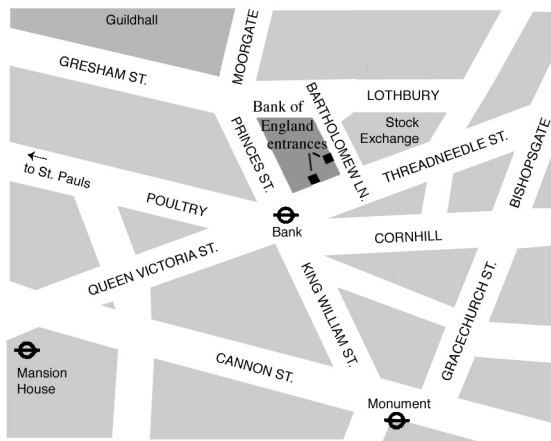 Guildhall
MOORGATE
GRESHAM ST.
LOTHBURY
Bank of
England
entrances
BARTHOLOMEW LN.
Stock
Exchange
PRINCES ST.
THREADNEEDLE ST.
BISHOPSGATE
to St. Pauls
POULTRY
Bank
CORNHILL
QUEEN VICTORIA ST.
KING WILLIAM ST.
GRACECHURCH ST.
Mansion
House
CANNON ST.
Monument